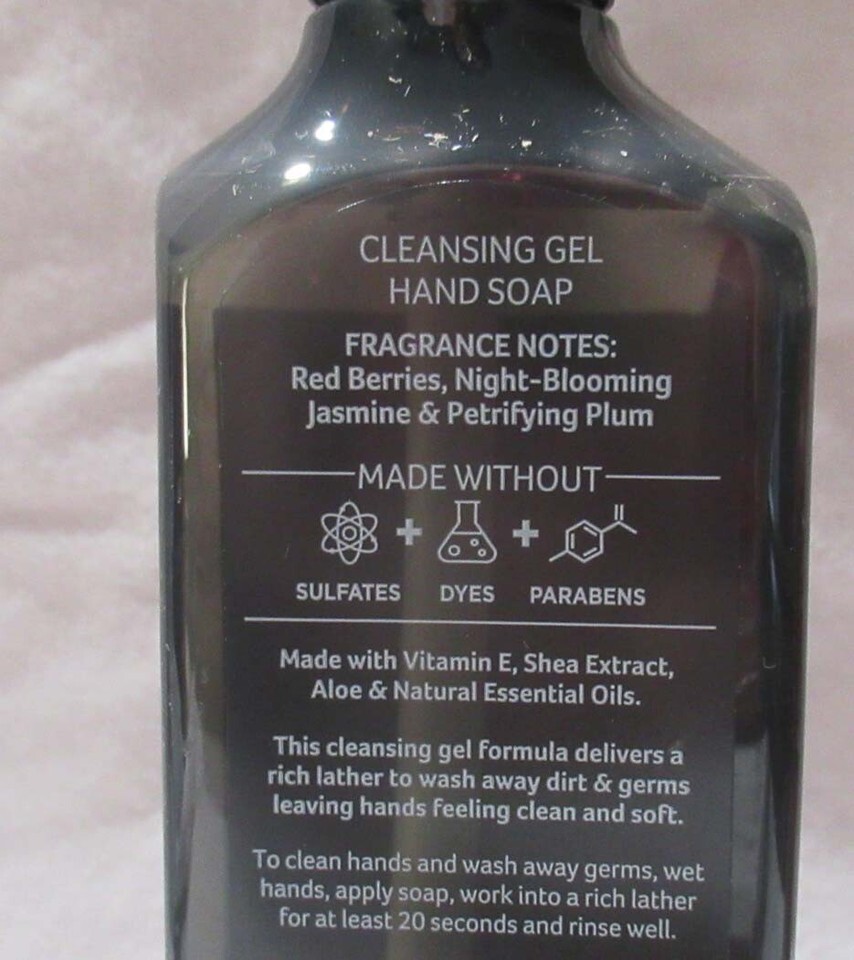 CLEANSING GEL
HAND SOAP
FRAGRANCE NOTES:
Red Berries, Night-Blooming
Jasmine & Petrifying Plum
MADE WITHOUT
SULFATES + DYES + PARABENS
Made with Vitamin E, Shea Extract,
Aloe & Natural Essential Oils.
This cleansing gel formula delivers a
rich lather to wash away dirt & germs
leaving hands feeling clean and soft.
To clean hands and wash away germs, wet
hands, apply soap, work into a rich lather
for at least 20 seconds and rinse well.